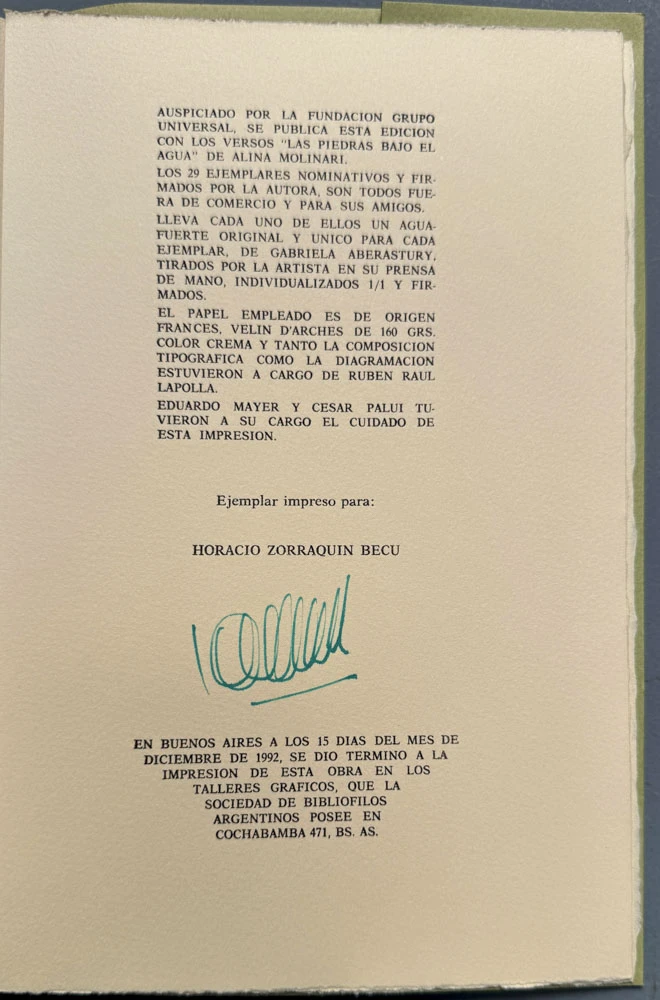 AUSPICIADO POR LA FUNDACION GRUPO
UNIVERSAL, SE PUBLICA ESTA EDICION
CON LOS VERSOS "LAS PIEDRAS BAJO EL
AGUA" DE ALINA MOLINARI.
LOS 29 EJEMPLARES NOMINATIVOS Y FIR-
MADOS POR LA AUTORA, SON TODOS FUE-
RA DE COMERCIO Y PARA SUS AMIGOS.
LLEVA CADA UNO DE ELLOS UN AGUA-
FUERTE ORIGINAL Y UNICO PARA CADA
EJEMPLAR, DE GABRIELA ABERASTURY,
TIRADOS POR LA ARTISTA EN SU PRENSA
DE MANO, INDIVIDUALIZADOS 1/1 Y FIR-
MADOS.
EL PAPEL EMPLEADO ES DE ORIGEN
FRANCES, VELIN D'ARCHES DE 160 GRS.
COLOR CREMA Y TANTO LA COMPOSICION
TIPOGRAFICA COMO LA DIAGRAMACION
ESTUVIERON A CARGO DE RUBEN RAUL
LAPOLLA.
EDUARDO MAYER Y CESAR PALUI TU-
VIERON A SU CARGO EL CUIDADO DE
ESTA IMPRESION.
Ejemplar impreso para:
HORACIO ZORRAQUIN BECU
EN BUENOS AIRES A LOS 15 DIAS DEL MES DE
DICIEMBRE DE 1992, SE DIO TERMINO A LA
IMPRESION DE ESTA OBRA EN LOS
TALLERES GRAFICOS, QUE LA
SOCIEDAD DE BIBLIOFILOS
ARGENTINOS POSEE EN
COCHABAMBA 471, BS. AS.